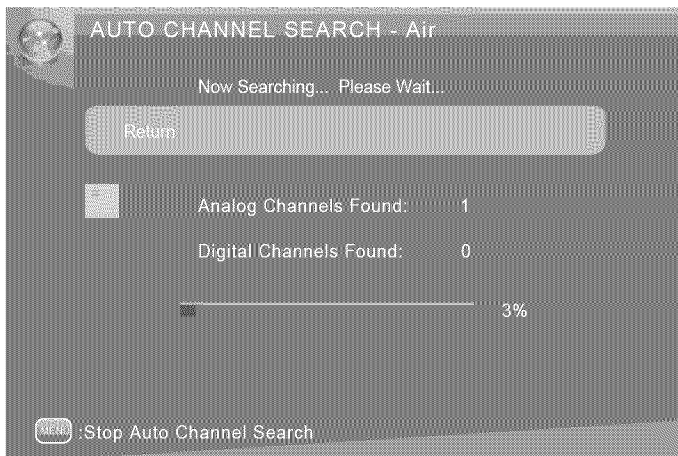 AUTO CHANNEL SEARCH - Air
Now Searching... Please Wait...
Return
Analog Channels Found: 1
Digital Channels Found: 0
3%
MENU :Stop Auto Channel Search